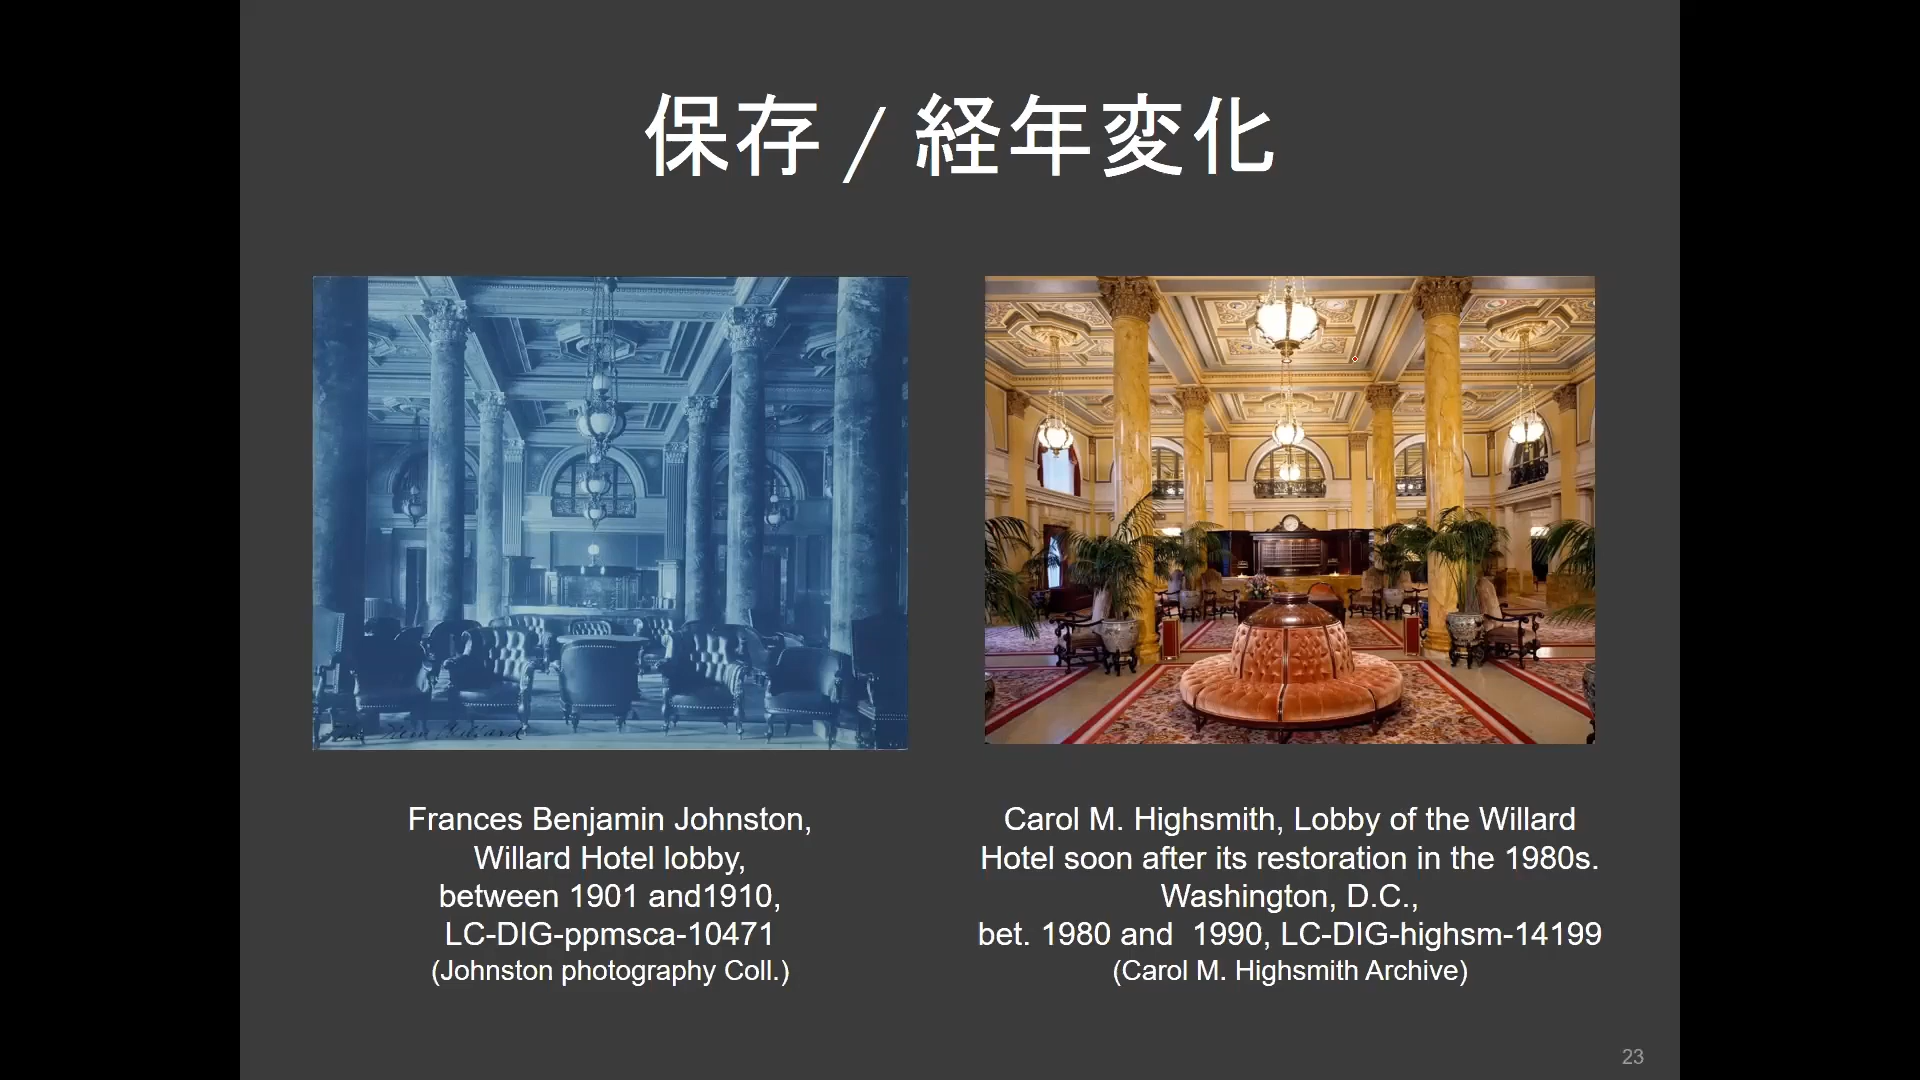 保存 / 経年変化
Frances Benjamin Johnston,
Willard Hotel lobby,
between 1901 and1910,
LC-DIG-ppmsca-10471
(Johnston photography Coll.)
Carol M. Highsmith, Lobby of the Willard
Hotel soon after its restoration in the 1980s.
Washington, D.C.,
bet. 1980 and  1990, LC-DIG-highsm-14199
(Carol M. Highsmith Archive)
23